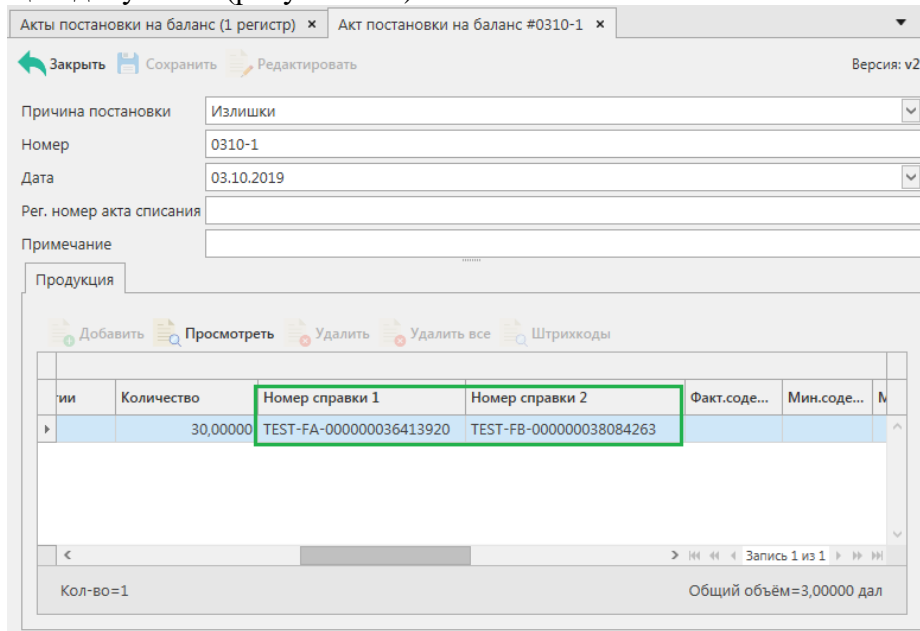 Акты постановки на баланс (1 регистр) × Акт постановки на баланс #0310-1 ×
Закрыть Сохранить Редактировать Версия: v2
Причина постановки Излишки
Номер 0310-1
Дата 03.10.2019
Рег. номер акта списания
Примечание
Продукция
Добавить Просмотреть Удалить Удалить все Штрихкоды
тии Количество Номер справки 1 Номер справки 2 Факт.соде... Мин.соде... М
30,00000 TEST-FA-000000036413920 TEST-FB-000000038084263
Запись 1 из 1
Кол-во=1 Общий объём=3,00000 дал